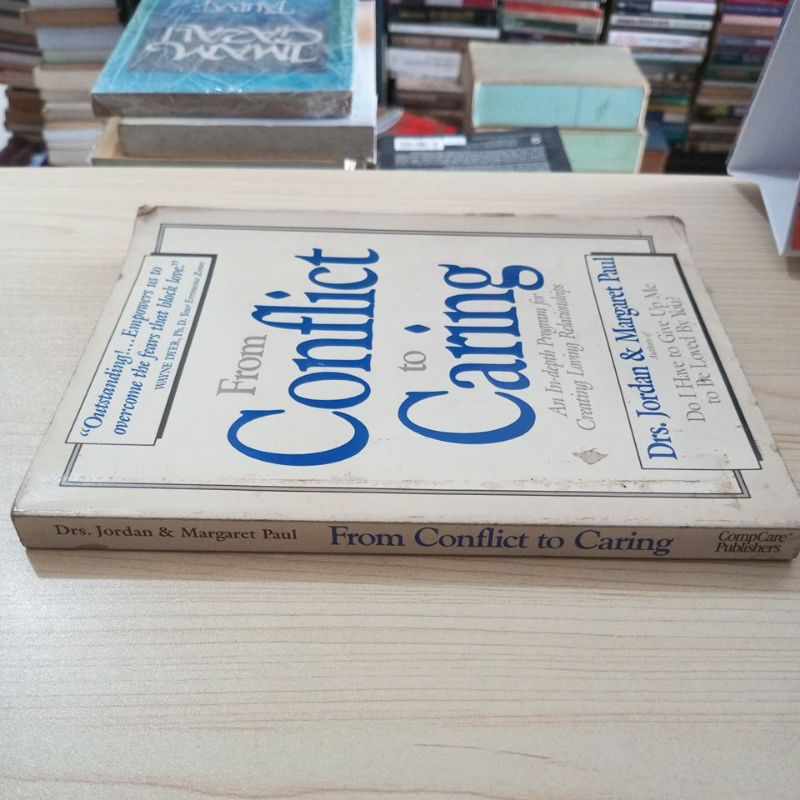 "Outstanding!...Empowers us to
overcome the fears that block love."
WAYNE DYER, Ph.D. Your Erroneous Zones
From
Conflict
to
Caring
An In-depth Program for
Creating Loving Relationships
Drs. Jordan & Margaret Paul
Authors of
Do I Have to Give Up Me
to Be Loved By You?
Drs. Jordan & Margaret Paul
From Conflict to Caring
CompCare®
Publishers
IMAM
GAZALİ